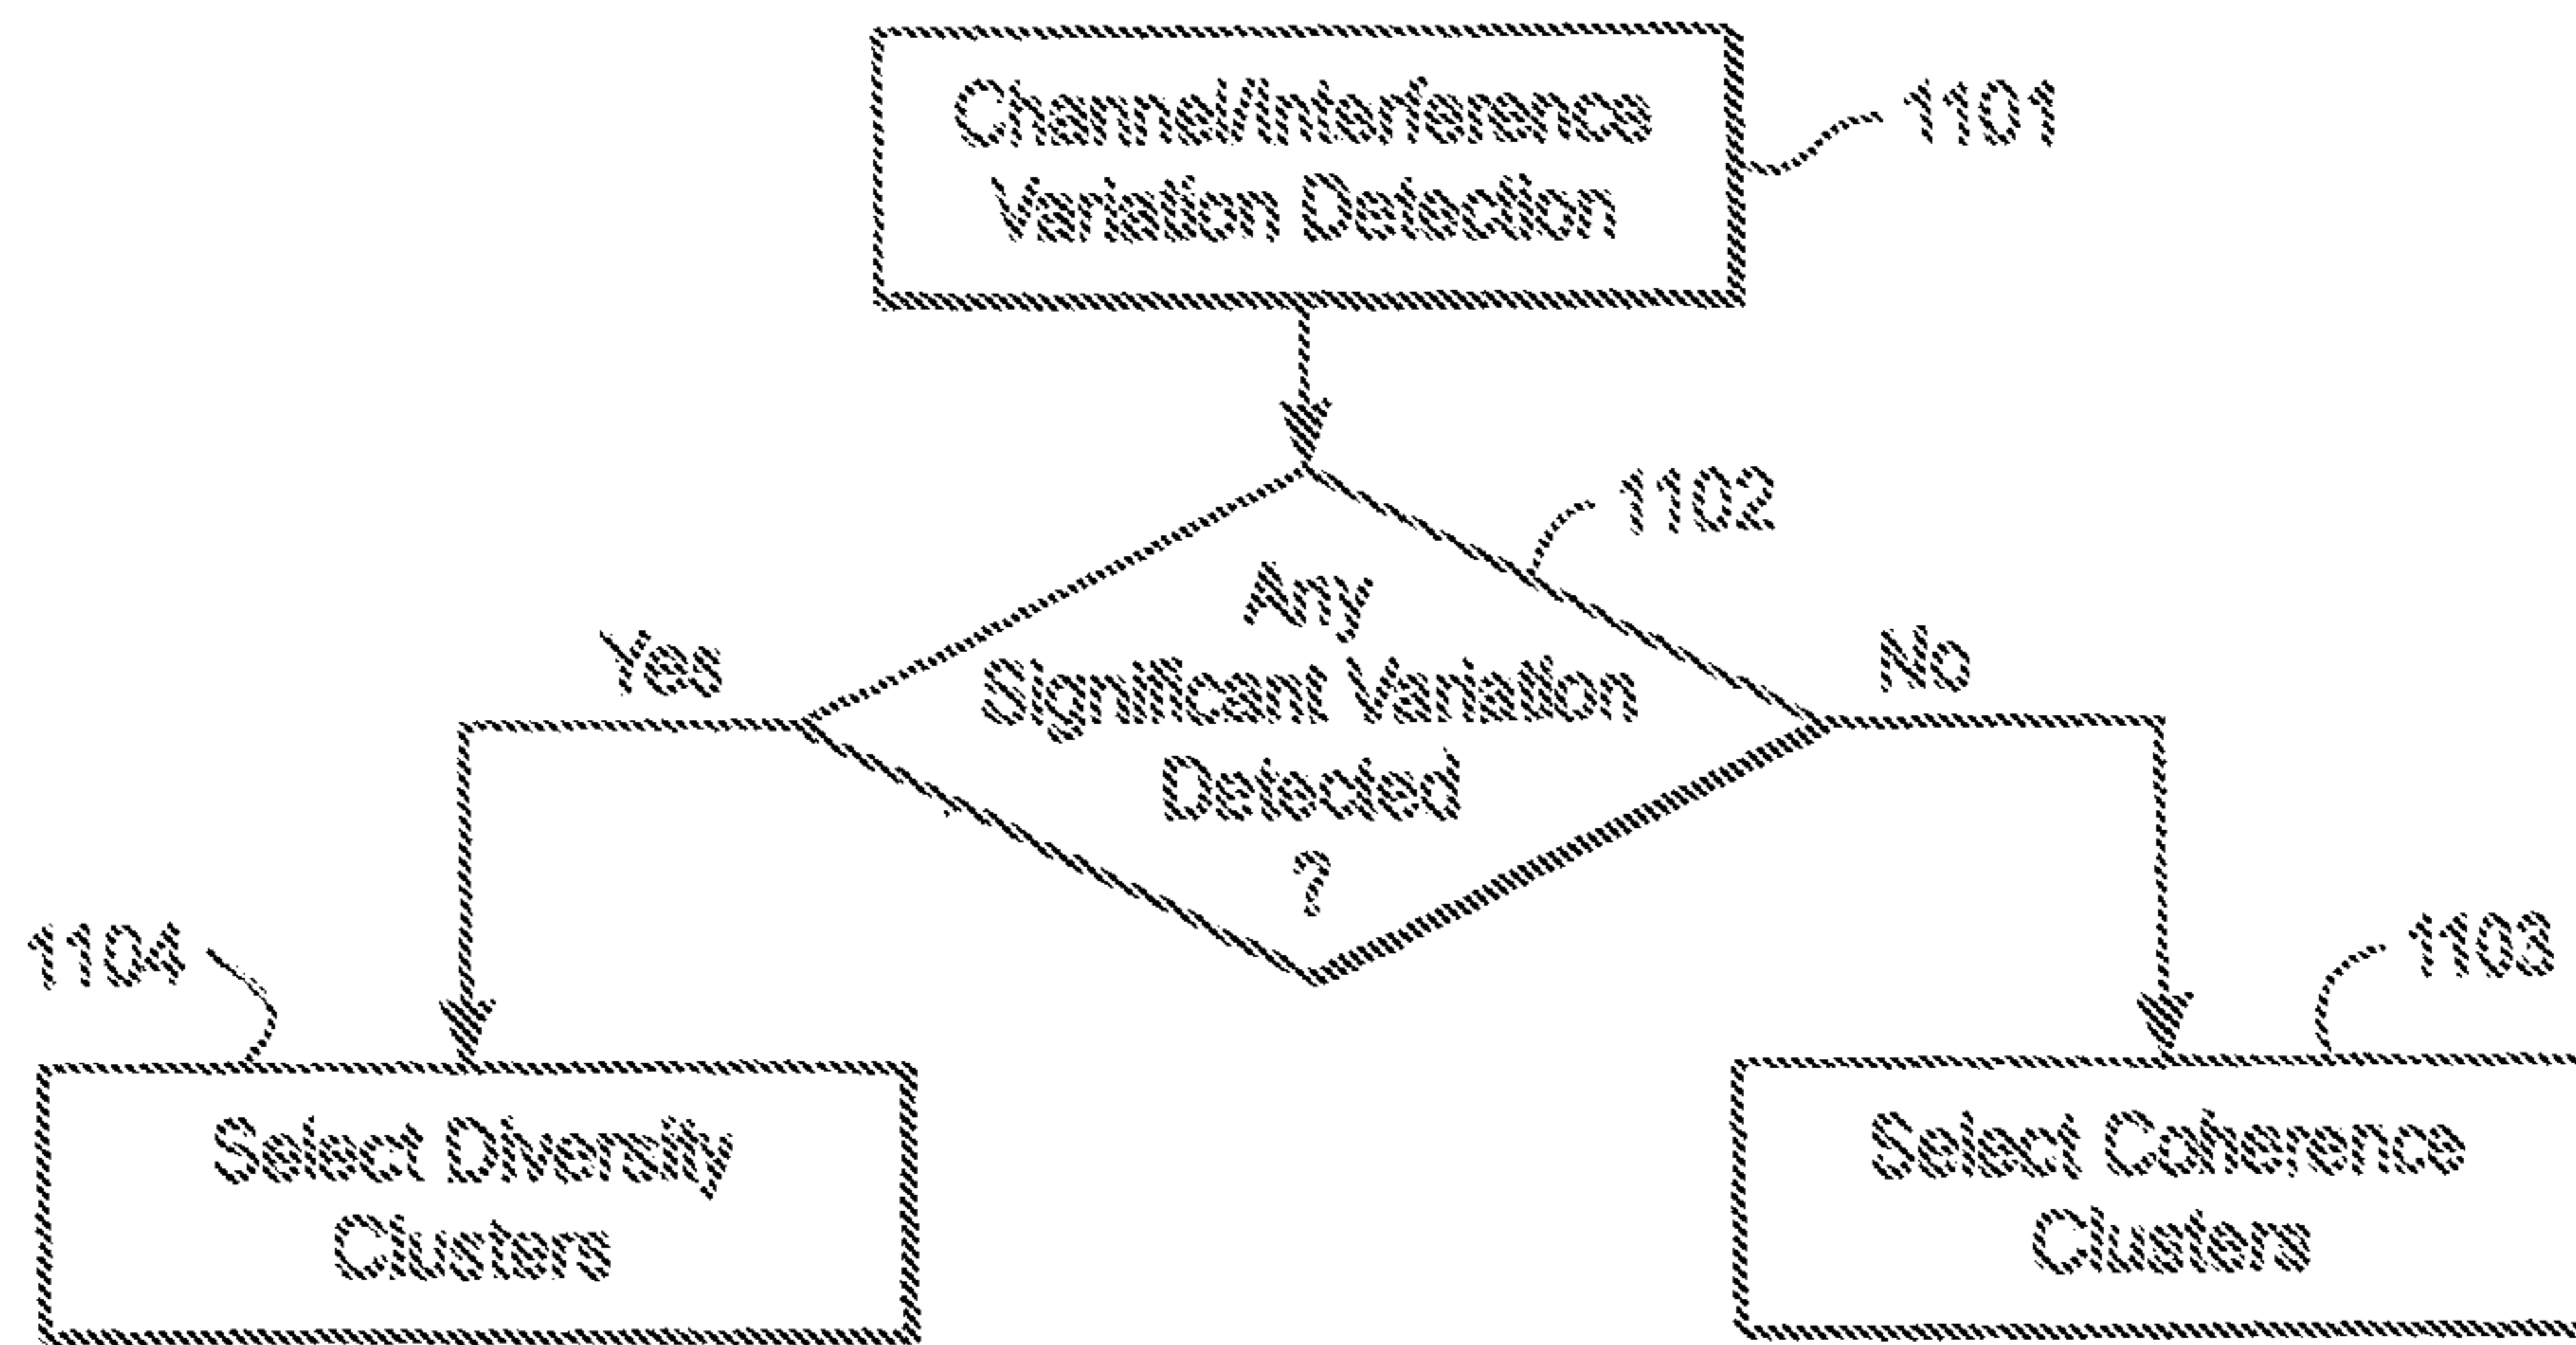 Channel/Interference
Variation Detection
1101
1102
Any
Significant Variation
Detected
?
Yes
No
1104
1103
Select Diversity
Clusters
Select Coherence
Clusters